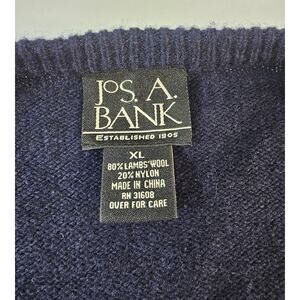 JOS. A.
BANK
ESTABLISHED 1905
XL
80% LAMBS' WOOL
20% NYLON
MADE IN CHINA
RN 31608
OVER FOR CARE